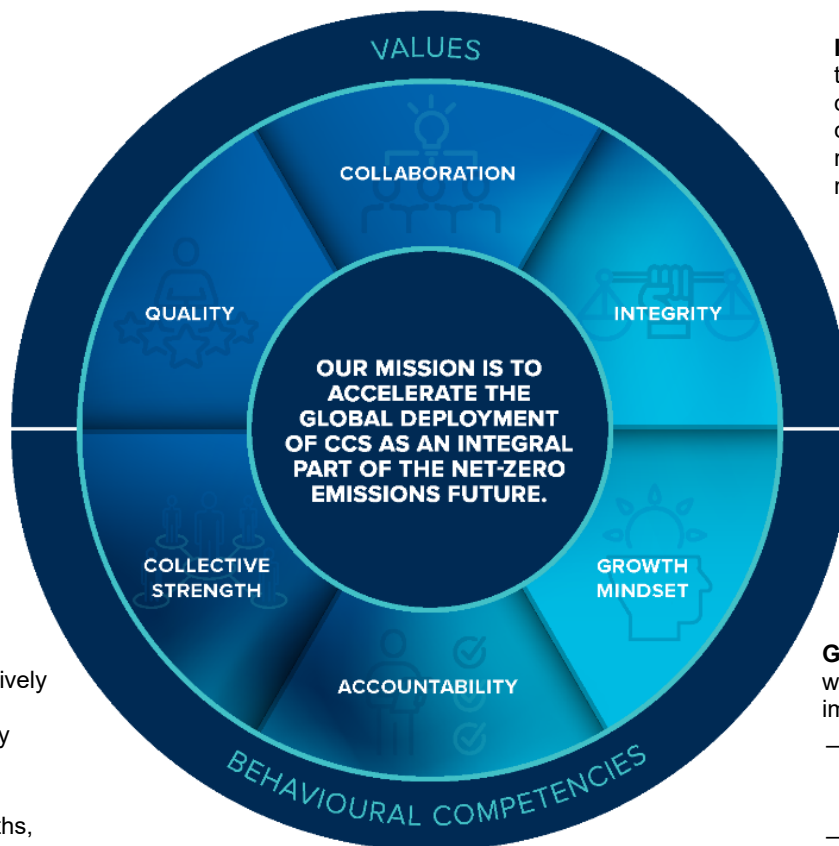 VALUES
COLLABORATION
QUALITY
INTEGRITY
OUR MISSION IS TO
ACCELERATE THE
GLOBAL DEPLOYMENT
OF CCS AS AN INTEGRAL
PART OF THE NET-ZERO
EMISSIONS FUTURE.
COLLECTIVE
STRENGTH
GROWTH
MINDSET
ACCOUNTABILITY
BEHAVIOURAL COMPETENCIES